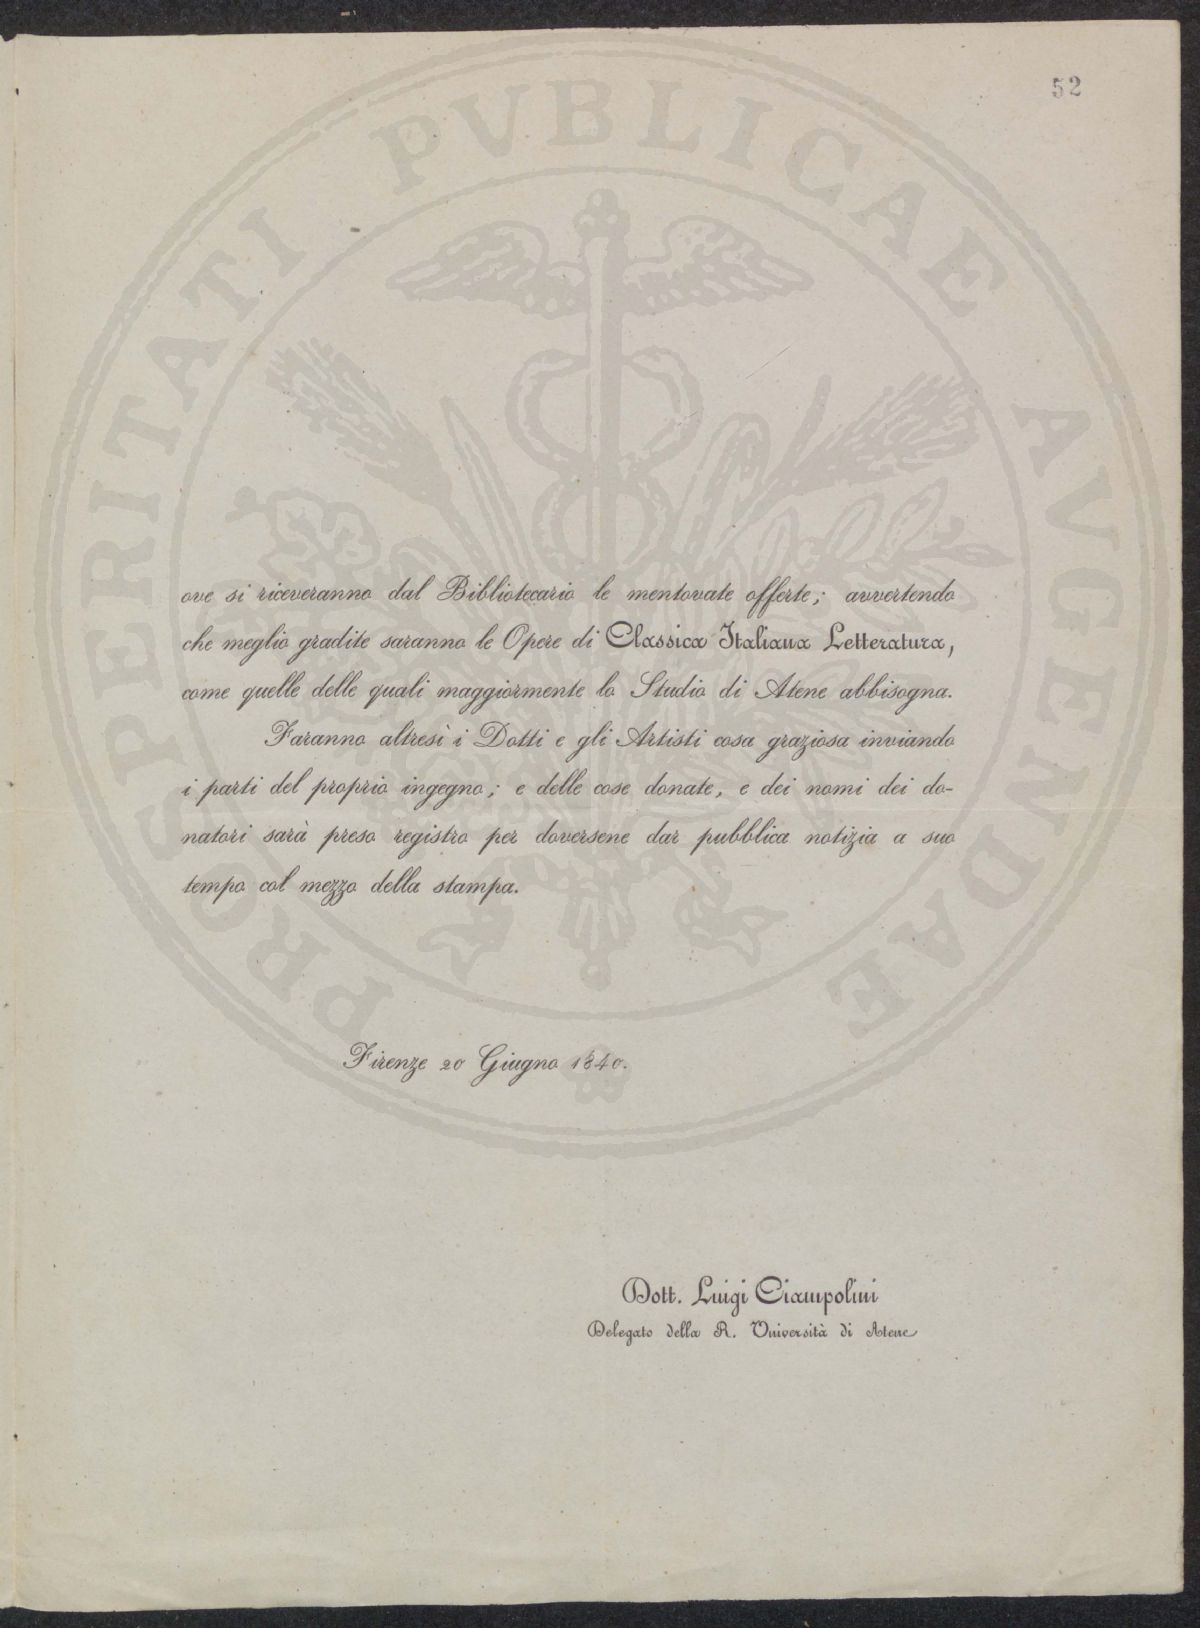 52
PROSPERITATI PVBLICAE AVGENDAE
ove si riceveranno dal Bibliotecario le mentovate offerte; avvertendo
che meglio gradite saranno le Opere di Classica Italiana Letteratura,
come quelle delle quali maggiormente lo Studio di Atene abbisogna.
Faranno altresì i Dotti e gli Artisti cosa graziosa inviando
i parti del proprio ingegno; e delle cose donate, e dei nomi dei do-
natori sarà preso registro per doversene dar pubblica notizia a suo
tempo col mezzo della stampa.
Firenze 20 Giugno 1840.
Dott. Luigi Ciampolini
Delegato della R. Università di Atene